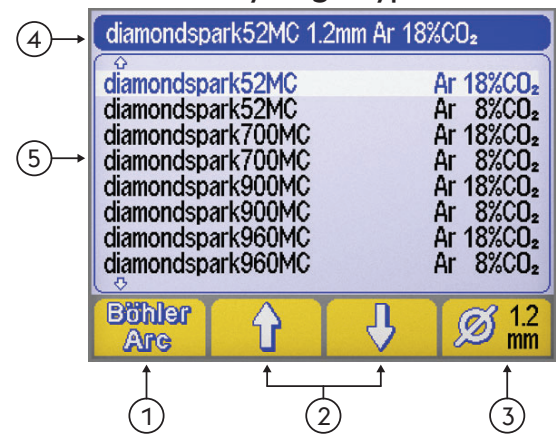 4
diamondspark52MC 1.2mm Ar 18%CO₂
diamondspark52MC Ar 18%CO₂
diamondspark52MC Ar 8%CO₂
5
diamondspark700MC Ar 18%CO₂
diamondspark700MC Ar 8%CO₂
diamondspark900MC Ar 18%CO₂
diamondspark900MC Ar 8%CO₂
diamondspark960MC Ar 18%CO₂
diamondspark960MC Ar 8%CO₂
Böhler
Arc
1.2
mm
1
2
3